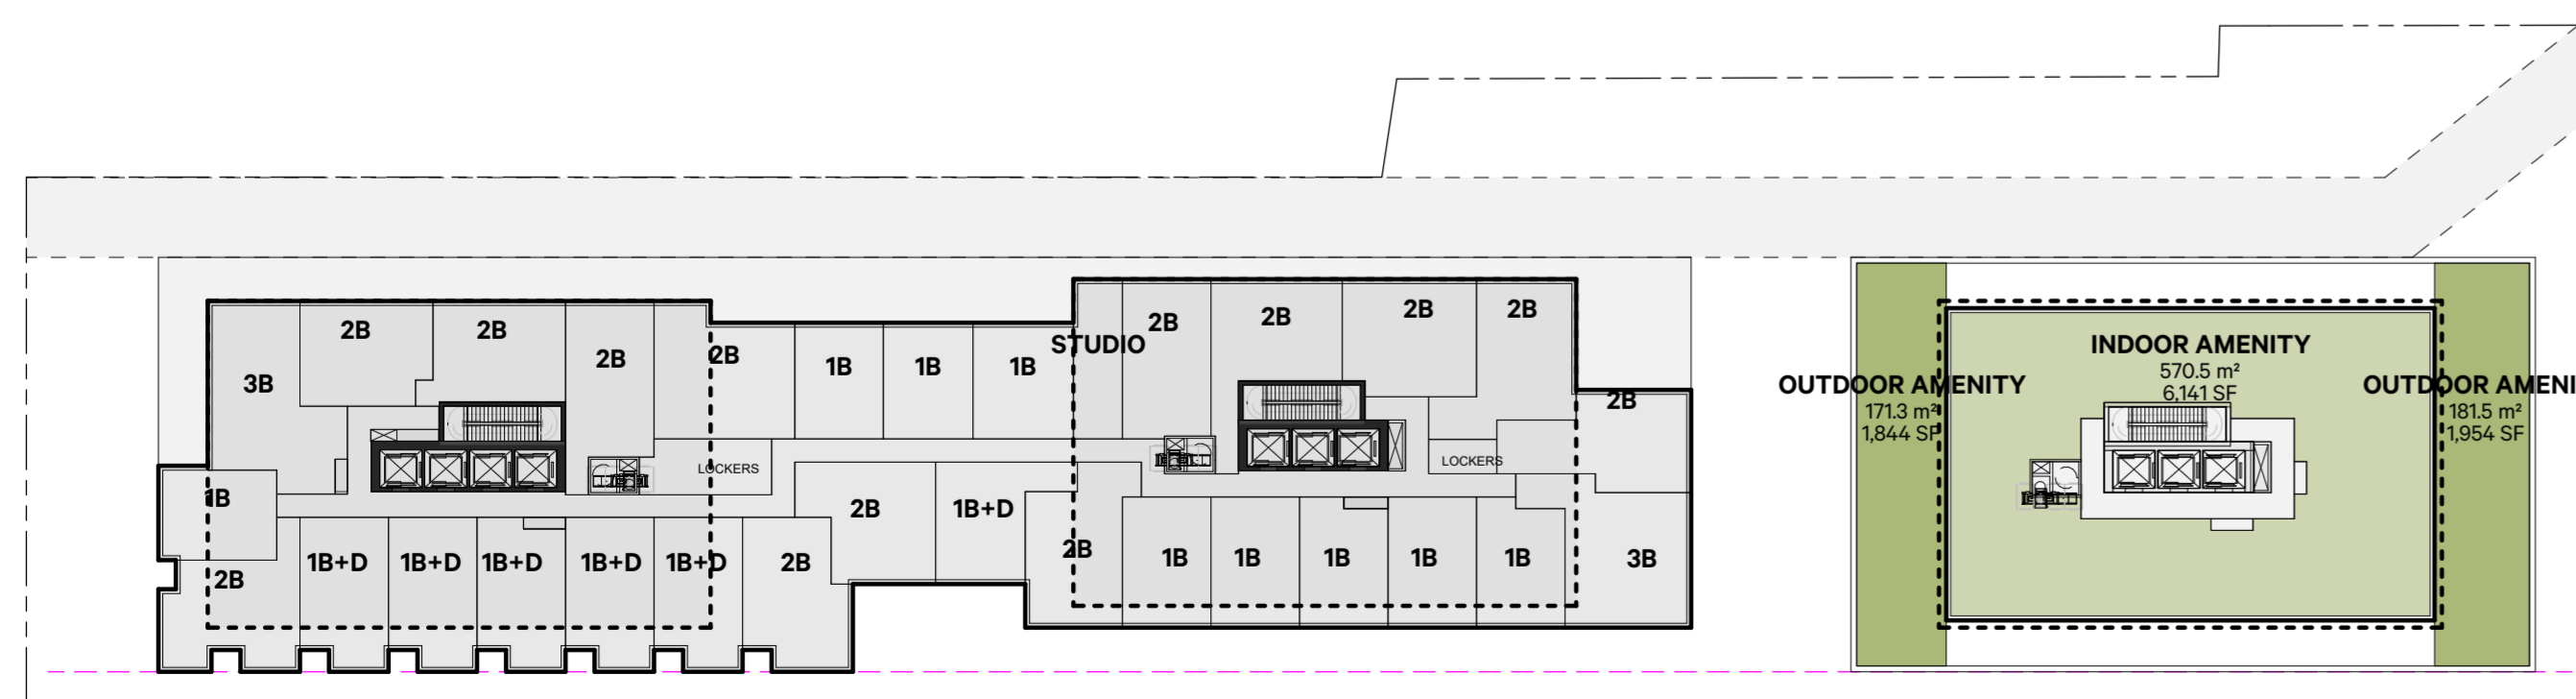 2B
2B
2B
2B
3B
1B
1B
1B
STUDIO
2B
2B
2B
2B
2B
LOCKERS
LOCKERS
1B
2B
1B+D
1B+D
1B+D
1B+D
1B+D
2B
2B
1B+D
2B
1B
1B
1B
1B
1B
3B
OUTDOOR AMENITY
171.3 m²
1,844 SF
INDOOR AMENITY
570.5 m²
6,141 SF
OUTDOOR AMENI
181.5 m²
1,954 SF